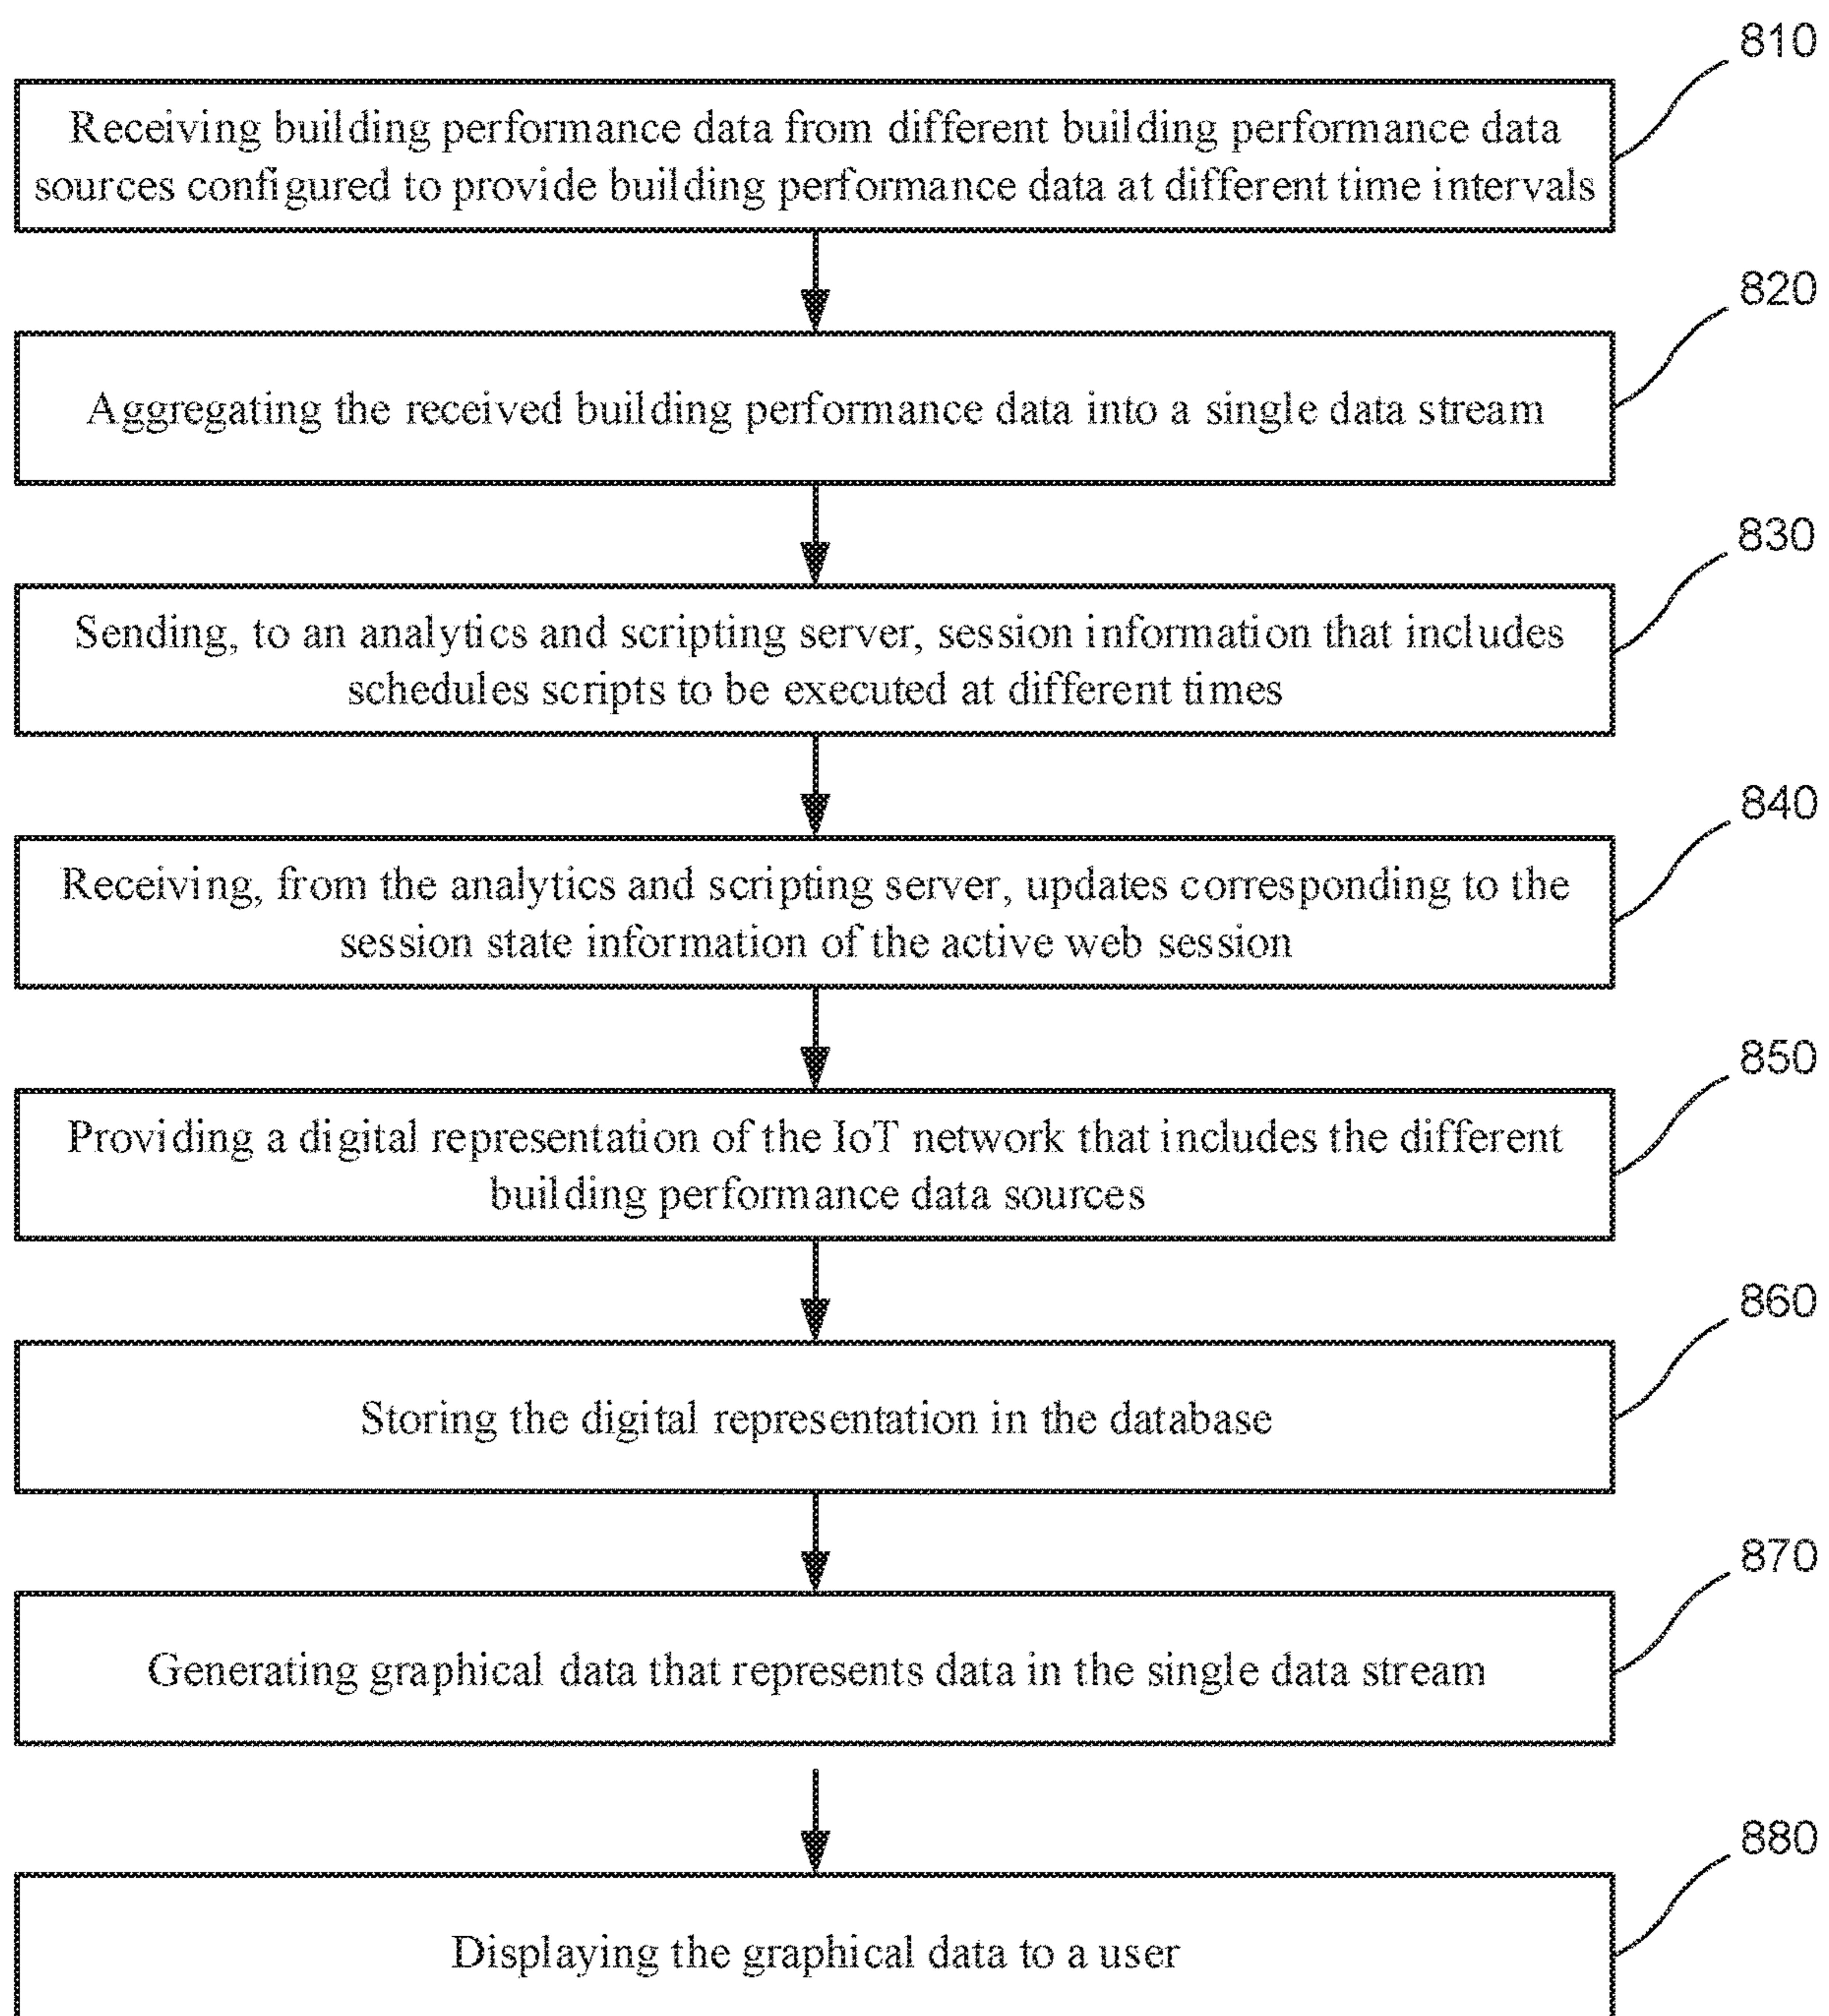 810
Receiving building performance data from different building performance data
sources configured to provide building performance data at different time intervals
820
Aggregating the received building performance data into a single data stream
830
Sending, to an analytics and scripting server, session information that includes
schedules scripts to be executed at different times
840
Receiving, from the analytics and scripting server, updates corresponding to the
session state information of the active web session
850
Providing a digital representation of the IoT network that includes the different
building performance data sources
860
Storing the digital representation in the database
870
Generating graphical data that represents data in the single data stream
880
Displaying the graphical data to a user